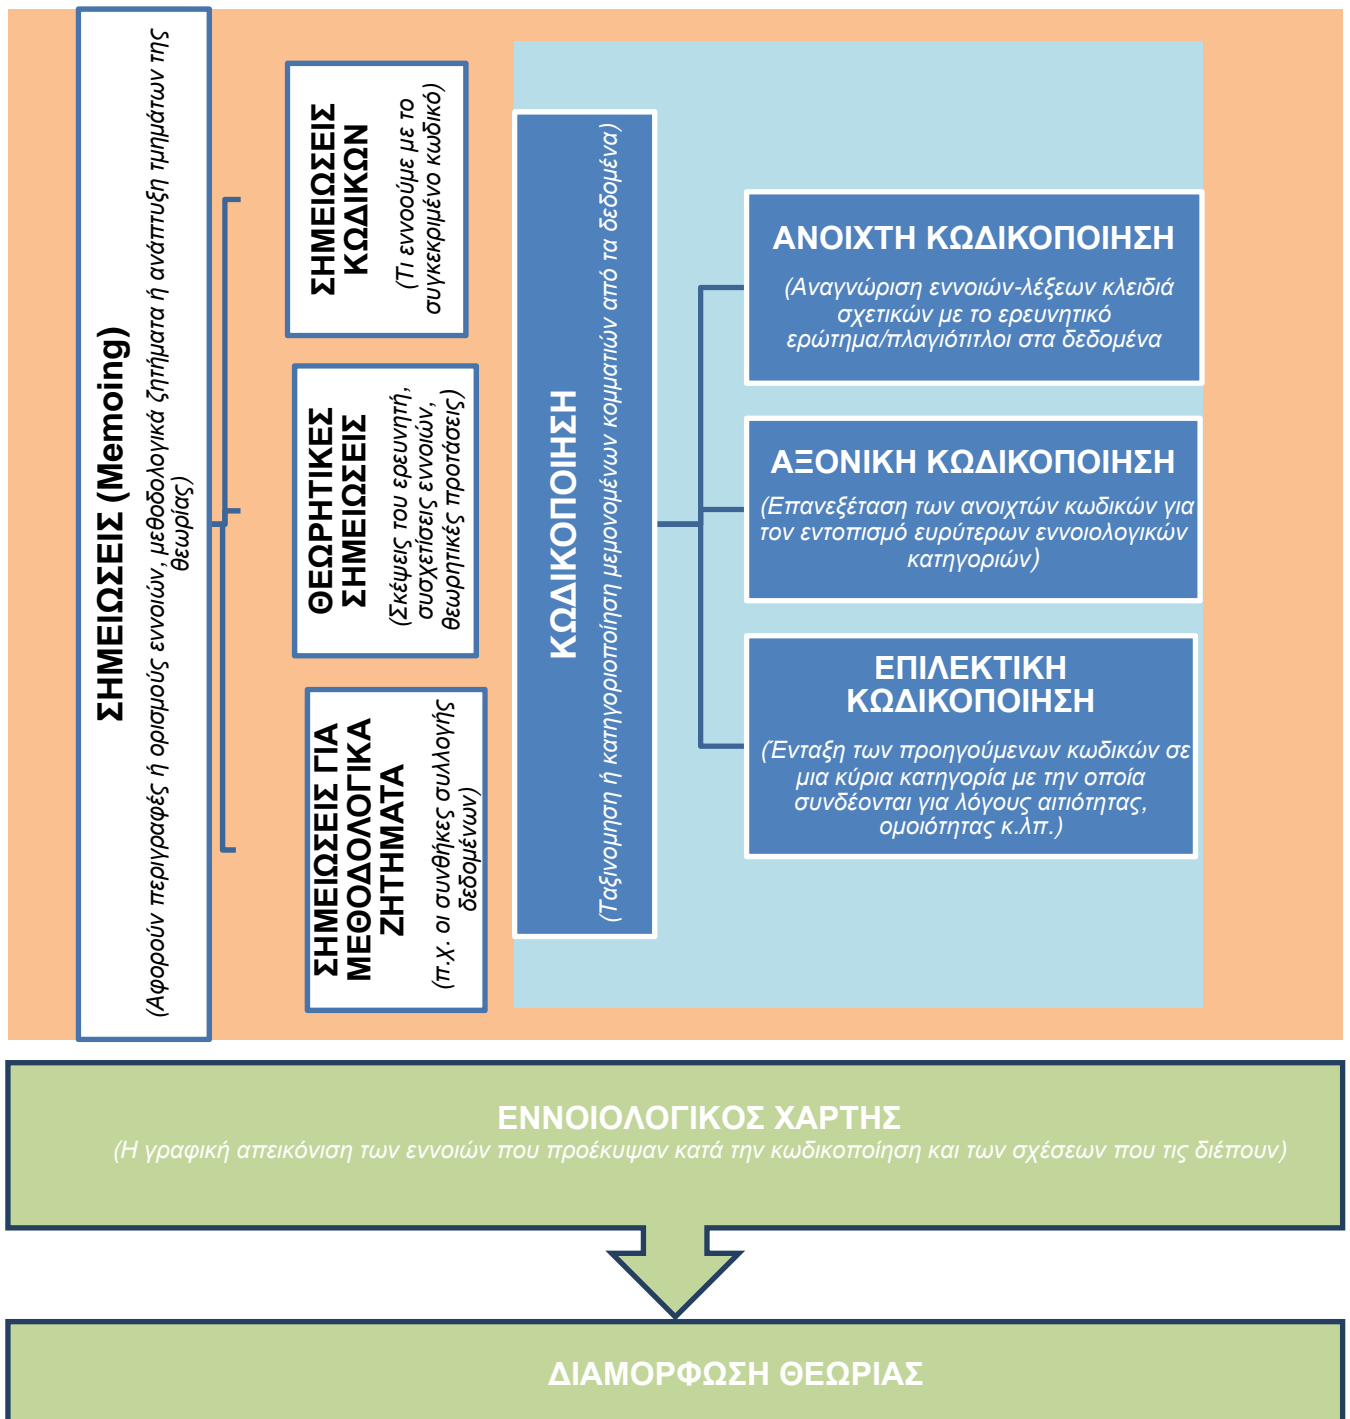 ΣΗΜΕΙΩΣΕΙΣ (Memoing)
(Αφορούν περιγραφές ή ορισμούς εννοιών, μεθοδολογικά ζητήματα ή ανάπτυξη τμημάτων της
θεωρίας)
ΣΗΜΕΙΩΣΕΙΣ
ΚΩΔΙΚΩΝ
(Τι εννοούμε με το
συγκεκριμένο κωδικό)
ΘΕΩΡΗΤΙΚΕΣ
ΣΗΜΕΙΩΣΕΙΣ
(Σκέψεις του ερευνητή,
συσχετίσεις εννοιών,
θεωρητικές προτάσεις)
ΣΗΜΕΙΩΣΕΙΣ ΓΙΑ
ΜΕΘΟΔΟΛΟΓΙΚΑ
ΖΗΤΗΜΑΤΑ
(π.χ. οι συνθήκες συλλογής
δεδομένων)
ΚΩΔΙΚΟΠΟΙΗΣΗ
(Ταξινομηση ή κατηγοριοποίηση μεμονομένων κομματιών από τα δεδομένα)
ΑΝΟΙΧΤΗ ΚΩΔΙΚΟΠΟΙΗΣΗ
(Αναγνώριση εννοιών-λέξεων κλειδιά
σχετικών με το ερευνητικό
ερώτημα/πλαγιότιτλοι στα δεδομένα
ΑΞΟΝΙΚΗ ΚΩΔΙΚΟΠΟΙΗΣΗ
(Επανεξέταση των ανοιχτών κωδικών για
τον εντοπισμό ευρύτερων εννοιολογικών
κατηγοριών)
ΕΠΙΛΕΚΤΙΚΗ
ΚΩΔΙΚΟΠΟΙΗΣΗ
(Ένταξη των προηγούμενων κωδικών σε
μια κύρια κατηγορία με την οποία
συνδέονται για λόγους αιτιότητας,
ομοιότητας κ.λπ.)
ΕΝΝΟΙΟΛΟΓΙΚΟΣ ΧΑΡΤΗΣ
(Η γραφική απεικόνιση των εννοιών που προέκυψαν κατά την κωδικοποίηση και των σχέσεων που τις διέπουν)
ΔΙΑΜΟΡΦΩΣΗ ΘΕΩΡΙΑΣ